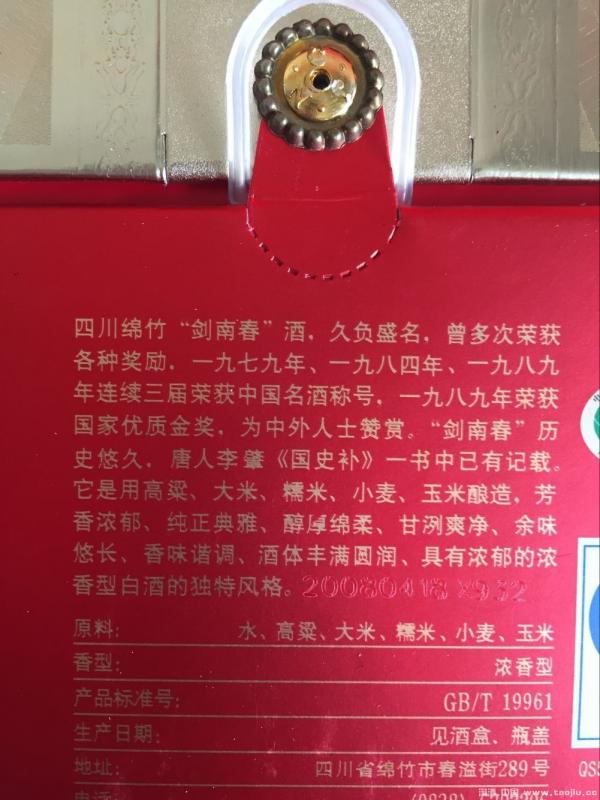 四川绵竹“剑南春”酒，久负盛名，曾多次荣获
各种奖励，一九七九年、一九八四年、一九八九
年连续三届荣获中国名酒称号，一九八九年荣获
国家优质金奖，为中外人士赞赏。“剑南春”历
史悠久，唐人李肇《国史补》一书中已有记载。
它是用高粱、大米、糯米、小麦、玉米酿造，芳
香浓郁、纯正典雅、醇厚绵柔、甘洌爽净、余味
悠长、香味谐调、酒体丰满圆润、具有浓郁的浓
香型白酒的独特风格。20080418
原料： 水、高粱、大米、糯米、小麦、玉米
香型： 浓香型
产品标准号： GB/T 19961
生产日期： 见酒盒、瓶盖
地址： 四川省绵竹市春溢街289号
QS5
www.taojiu.cc